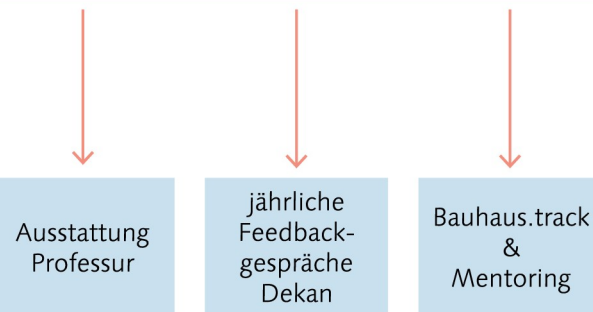 Ausstattung
Professur
jährliche
Feedback-
gespräche
Dekan
Bauhaus.track
&
Mentoring